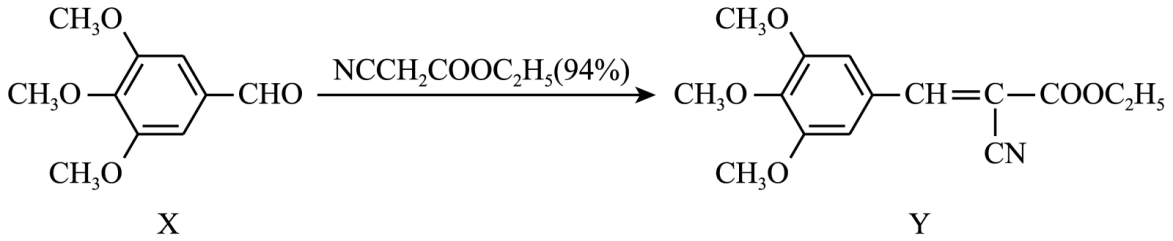 CH₃O
CH₃O
CHO
CH₃O
X
NCCH₂COOC₂H₅(94%)
CH₃O
CH₃O
CH=C-COOC₂H₅
CN
CH₃O
Y